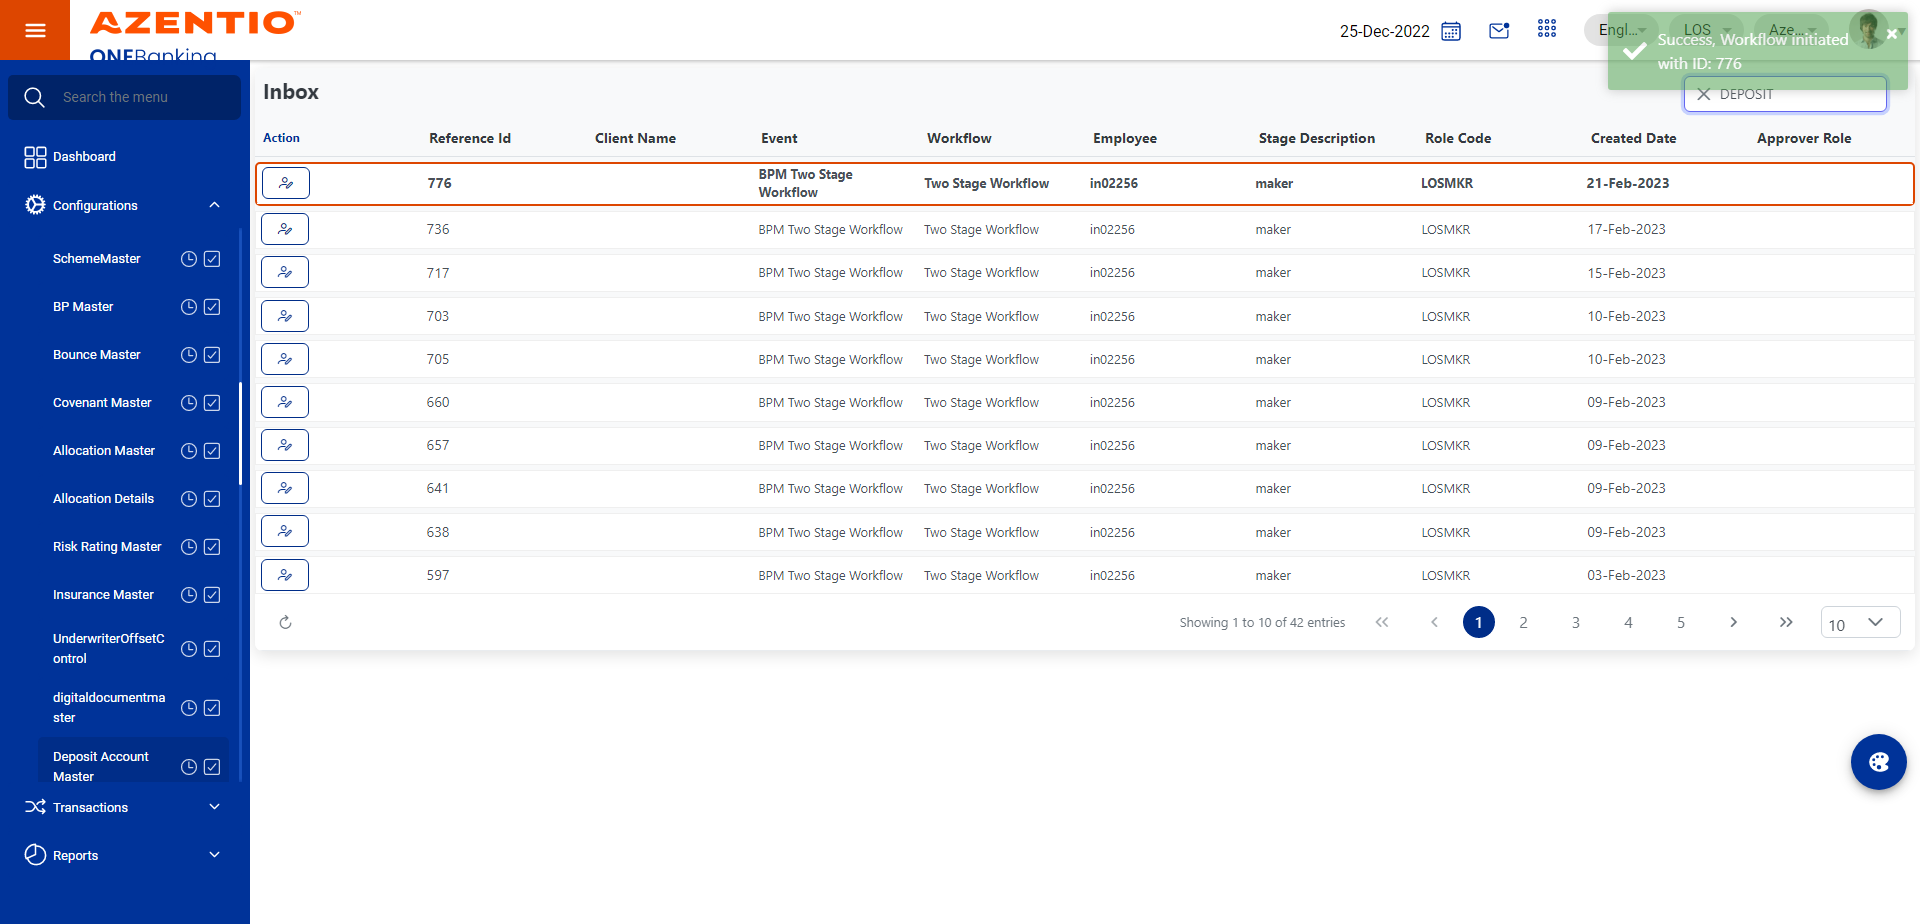 AZENTIO™
ONEBanking
25-Dec-2022
Engl...
LOS
Aze...
Success, Workflow initiated
with ID: 776
Search the menu
Dashboard
Configurations
SchemeMaster
BP Master
Bounce Master
Covenant Master
Allocation Master
Allocation Details
Risk Rating Master
Insurance Master
UnderwriterOffsetC
ontrol
digitaldocumentma
ster
Deposit Account
Master
Transactions
Reports
Inbox
DEPOSIT
Action Reference Id Client Name Event Workflow Employee Stage Description Role Code Created Date Approver Role
776 BPM Two Stage Workflow Two Stage Workflow in02256 maker LOSMKR 21-Feb-2023
736 BPM Two Stage Workflow Two Stage Workflow in02256 maker LOSMKR 17-Feb-2023
717 BPM Two Stage Workflow Two Stage Workflow in02256 maker LOSMKR 15-Feb-2023
703 BPM Two Stage Workflow Two Stage Workflow in02256 maker LOSMKR 10-Feb-2023
705 BPM Two Stage Workflow Two Stage Workflow in02256 maker LOSMKR 10-Feb-2023
660 BPM Two Stage Workflow Two Stage Workflow in02256 maker LOSMKR 09-Feb-2023
657 BPM Two Stage Workflow Two Stage Workflow in02256 maker LOSMKR 09-Feb-2023
641 BPM Two Stage Workflow Two Stage Workflow in02256 maker LOSMKR 09-Feb-2023
638 BPM Two Stage Workflow Two Stage Workflow in02256 maker LOSMKR 09-Feb-2023
597 BPM Two Stage Workflow Two Stage Workflow in02256 maker LOSMKR 03-Feb-2023
Showing 1 to 10 of 42 entries 1 2 3 4 5 10